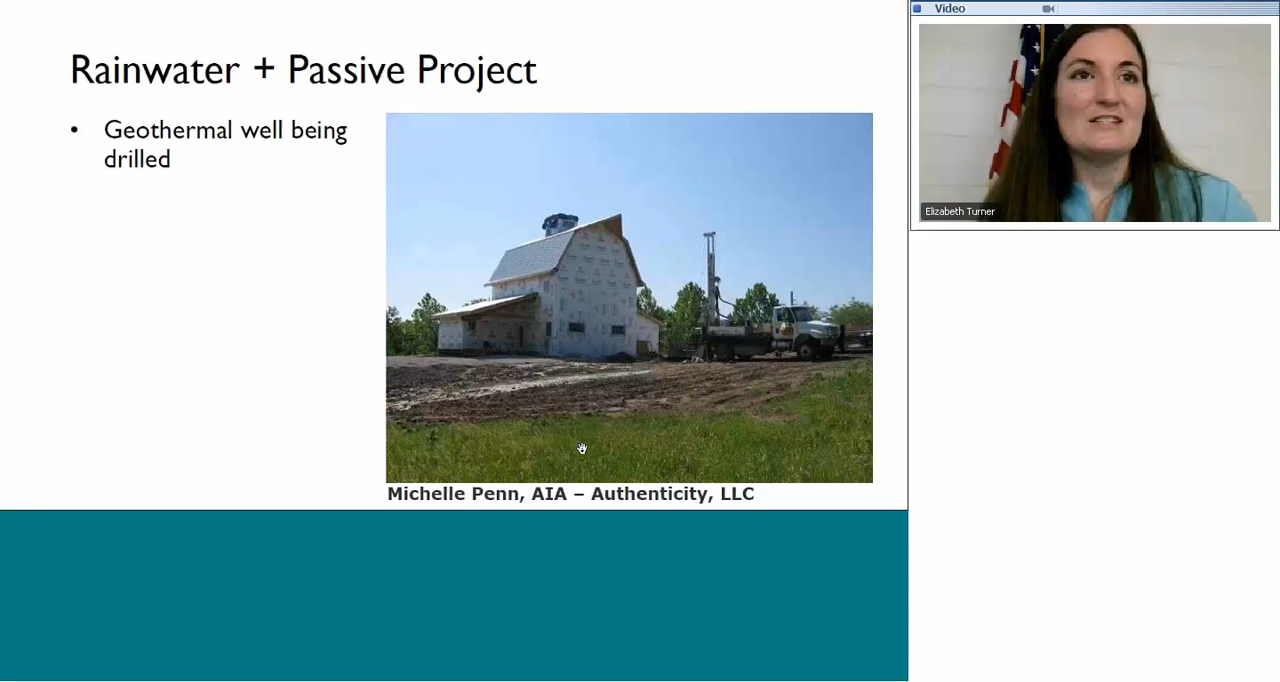 Rainwater + Passive Project
• Geothermal well being
drilled
Michelle Penn, AIA – Authenticity, LLC
Video
Elizabeth Turner